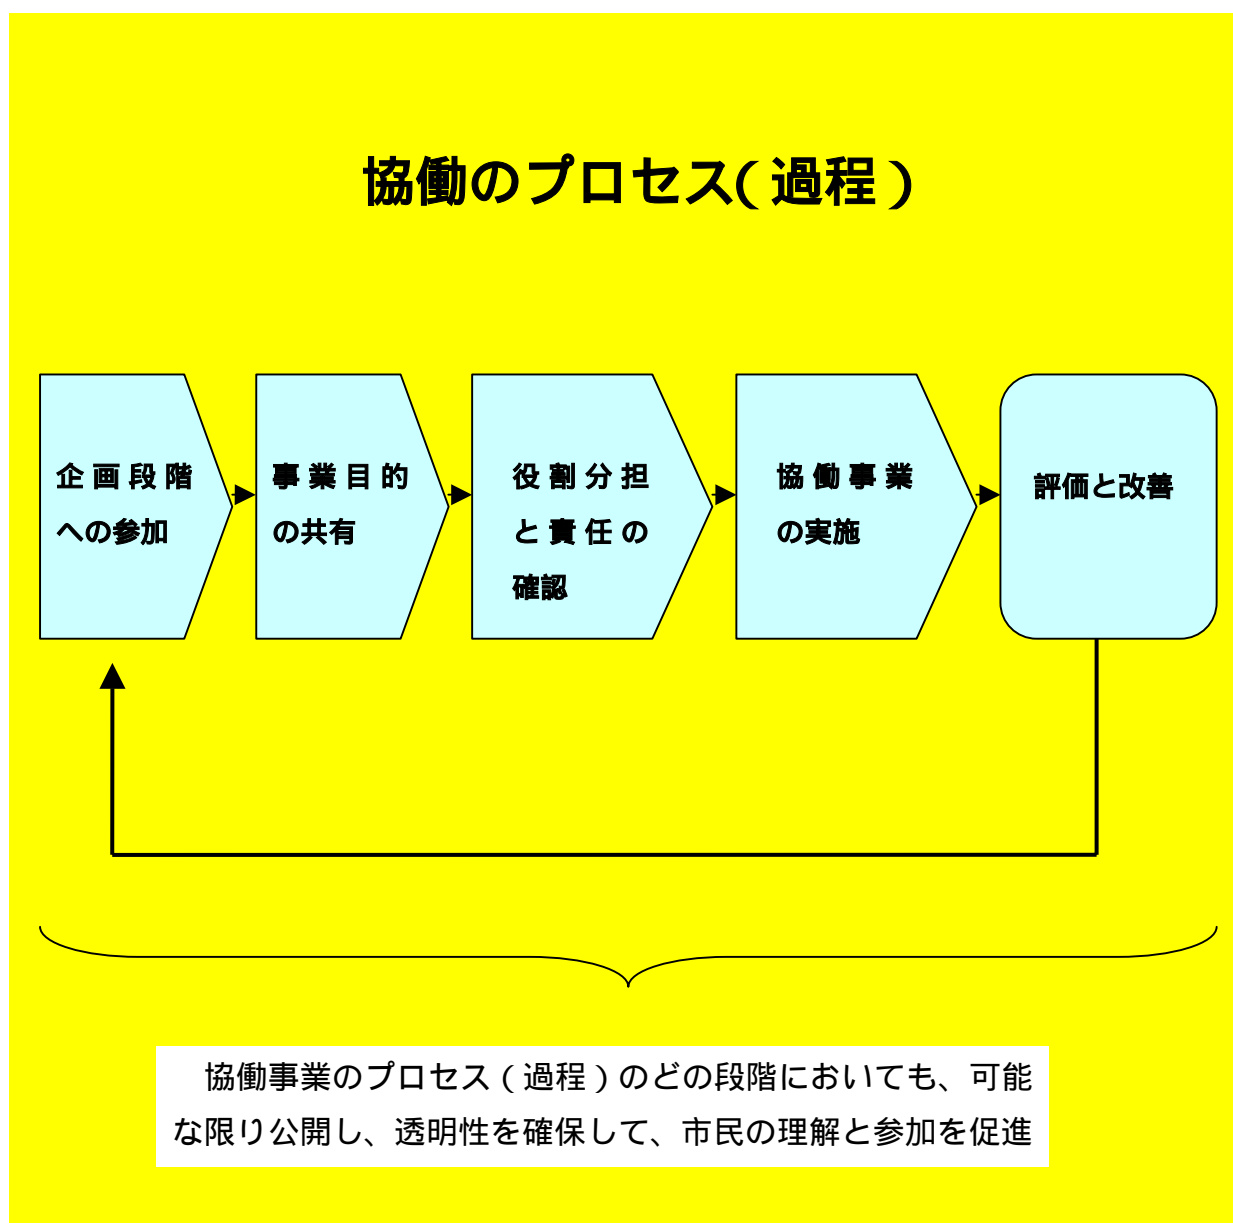 協働のプロセス(過程)
企画段階
への参加
事業目的
の共有
役割分担
と責任の
確認
協働事業
の実施
評価と改善
協働事業のプロセス(過程)のどの段階においても、可能
な限り公開し、透明性を確保して、市民の理解と参加を促進